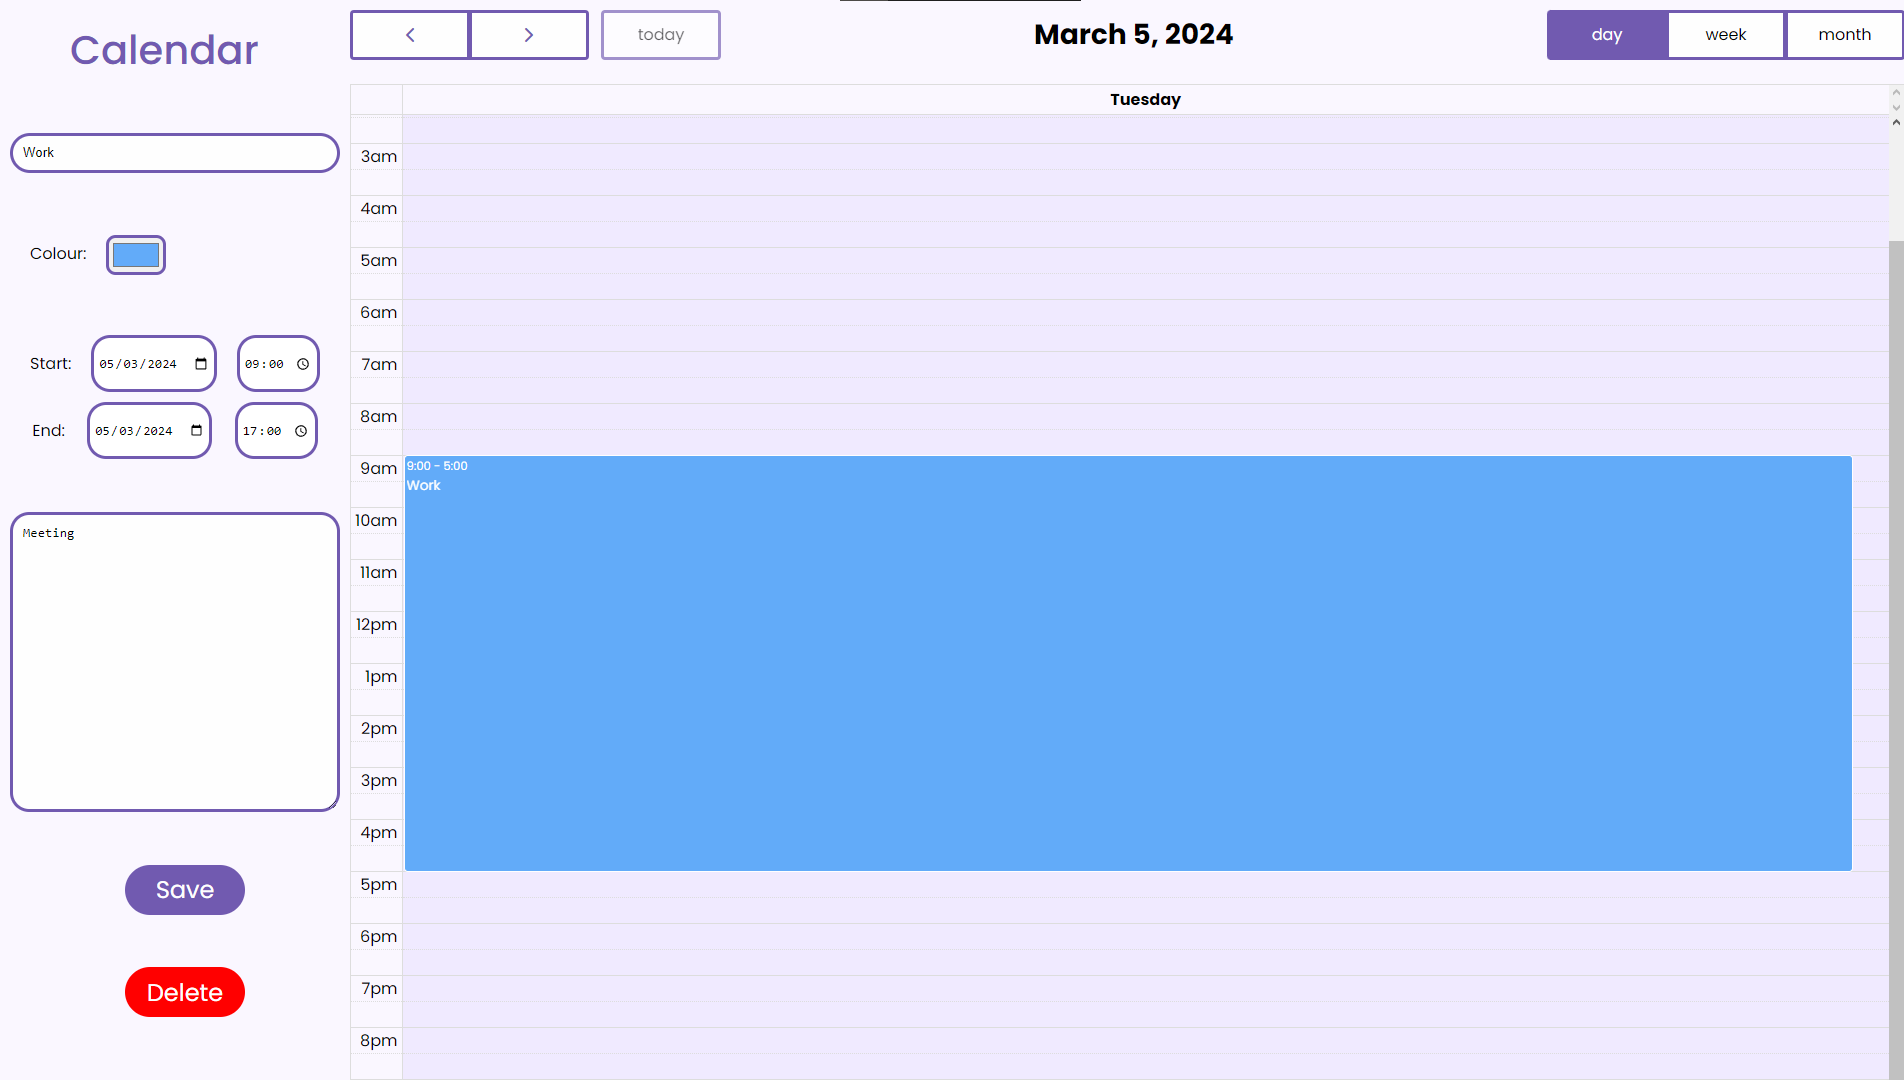 Calendar
Work
Colour:
Start: 05/03/2024 09:00
End: 05/03/2024 17:00
Meeting
Save
Delete
today
March 5, 2024
day week month
Tuesday
3am
4am
5am
6am
7am
8am
9am
9:00 - 5:00
Work
10am
11am
12pm
1pm
2pm
3pm
4pm
5pm
6pm
7pm
8pm